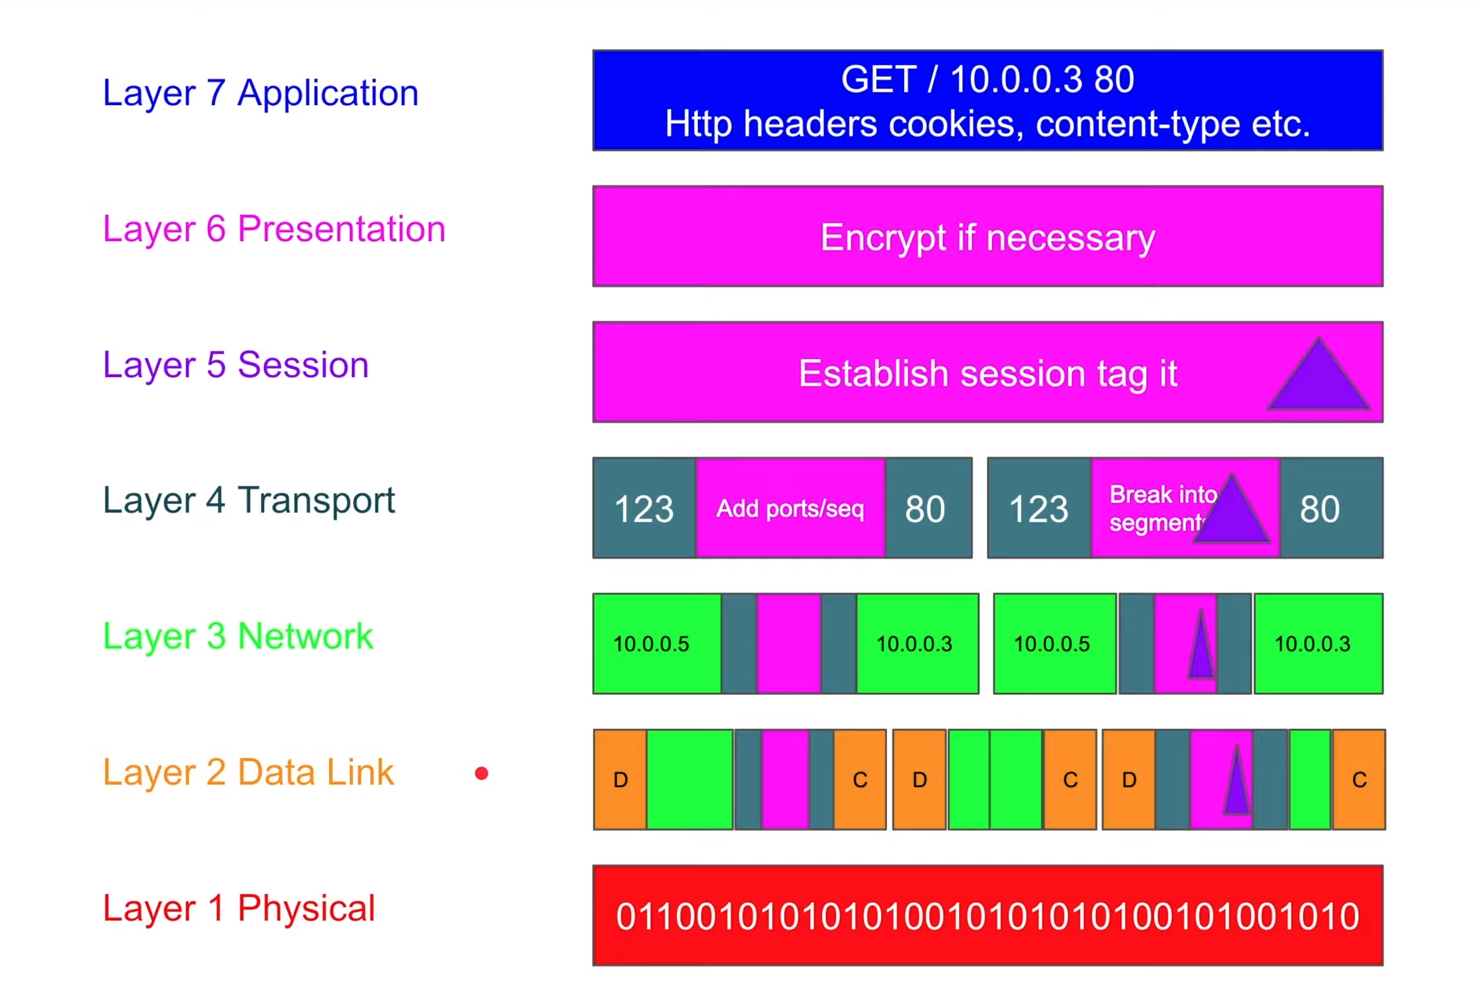 Layer 7 Application
GET / 10.0.0.3 80
Http headers cookies, content-type etc.
Layer 6 Presentation
Encrypt if necessary
Layer 5 Session
Establish session tag it
Layer 4 Transport
123 Add ports/seq 80 123 Break into segments 80
Layer 3 Network
10.0.0.5 10.0.0.3 10.0.0.5 10.0.0.3
Layer 2 Data Link
D C D C D C
Layer 1 Physical
0110010101010100101010101001010010​10